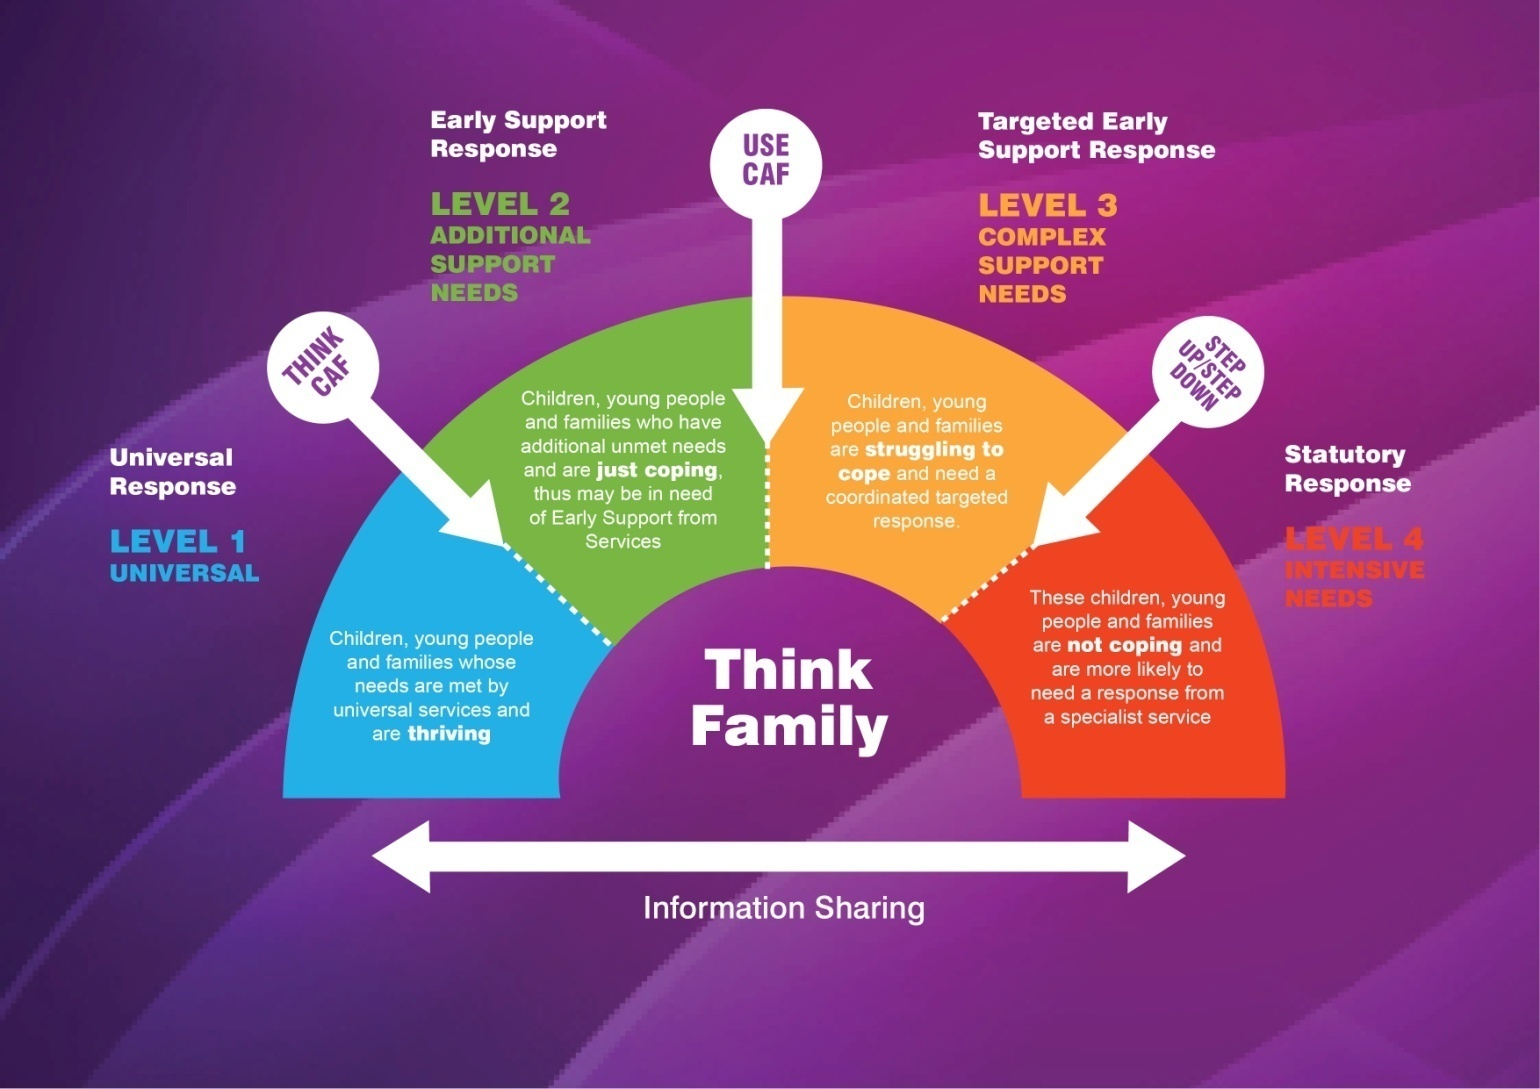 Early Support
Response
LEVEL 2
ADDITIONAL
SUPPORT
NEEDS
USE
CAF
Targeted Early
Support Response
LEVEL 3
COMPLEX
SUPPORT
NEEDS
THINK
CAF
STEP
UP/STEP
DOWN
Universal
Response
LEVEL 1
UNIVERSAL
Statutory
Response
LEVEL 4
INTENSIVE
NEEDS
Children, young people
and families whose
needs are met by
universal services and
are thriving
Children, young people
and families who have
additional unmet needs
and are just coping,
thus may be in need
of Early Support from
Services
Children, young
people and families
are struggling to
cope and need a
coordinated targeted
response.
These children, young
people and families
are not coping and
are more likely to
need a response from
a specialist service
Think
Family
Information Sharing